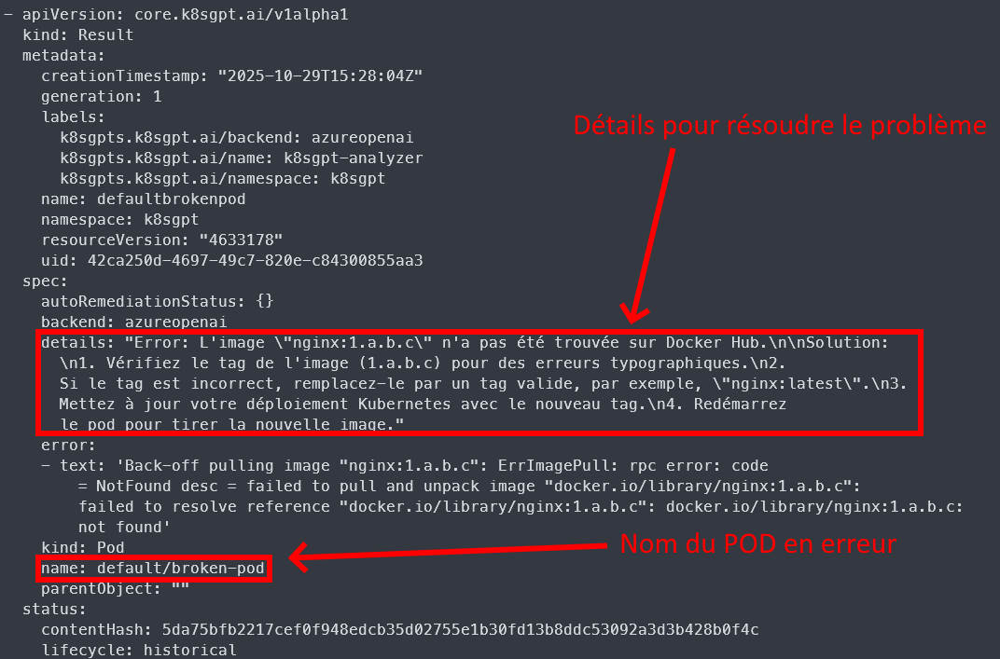 - apiVersion: core.k8sgpt.ai/v1alpha1
kind: Result
metadata:
creationTimestamp: "2025-10-29T15:28:04Z"
generation: 1
labels:
Détails pour résoudre le problème
k8sgpts.k8sgpt.ai/backend: azureopenai
k8sgpts.k8sgpt.ai/name: k8sgpt-analyzer
k8sgpts.k8sgpt.ai/namespace: k8sgpt
name: defaultbrokenpod
namespace: k8sgpt
resourceVersion: "4633178"
uid: 42ca250d-4697-49c7-820e-c84300855aa3
spec:
autoRemediationStatus: {}
backend: azureopenai
details: "Error: L'image \"nginx:1.a.b.c\" n'a pas été trouvée sur Docker Hub.\n\nSolution:
\n1. Vérifiez le tag de l'image (1.a.b.c) pour des erreurs typographiques.\n2.
Si le tag est incorrect, remplacez-le par un tag valide, par exemple, \"nginx:latest\".\n3.
Mettez à jour votre déploiement Kubernetes avec le nouveau tag.\n4. Redémarrez
le pod pour tirer la nouvelle image."
error:
- text: 'Back-off pulling image "nginx:1.a.b.c": ErrImagePull: rpc error: code
= NotFound desc = failed to pull and unpack image "docker.io/library/nginx:1.a.b.c":
failed to resolve reference "docker.io/library/nginx:1.a.b.c": docker.io/library/nginx:1.a.b.c:
not found'
kind: Pod
Nom du POD en erreur
name: default/broken-pod
parentObject: ""
status:
contentHash: 5da75bfb2217cef0f948edcb35d02755e1b30fd13b8ddc53092a3d3b428b0f4c
lifecycle: historical